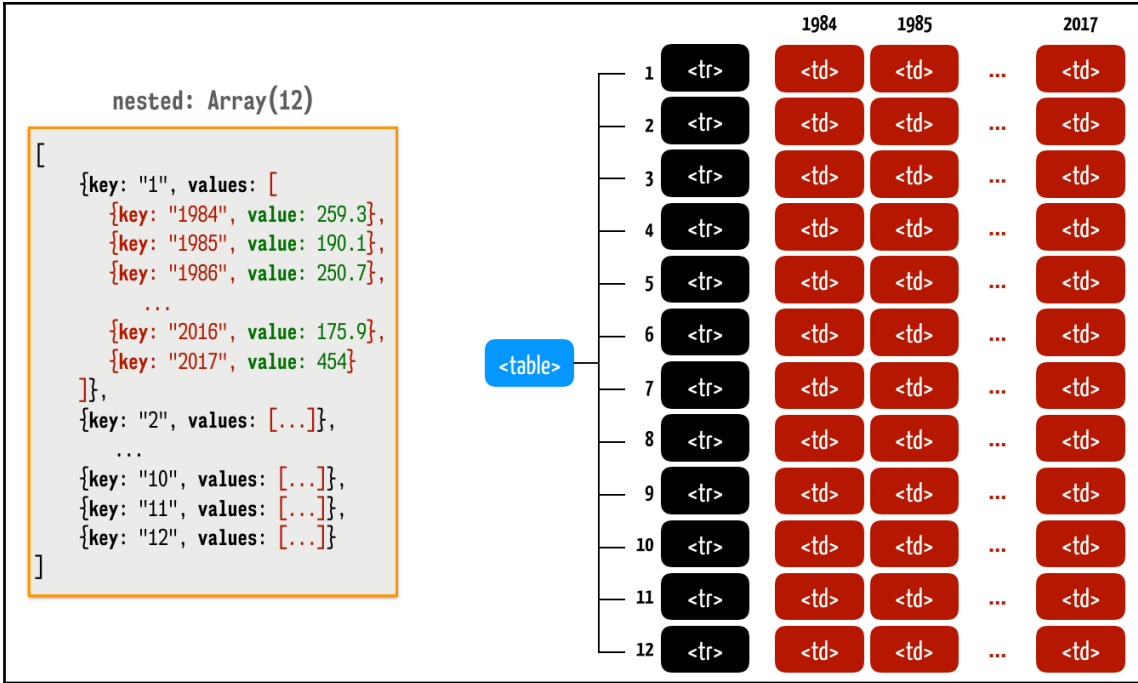 nested: Array(12)
[
{key: "1", values: [
{key: "1984", value: 259.3},
{key: "1985", value: 190.1},
{key: "1986", value: 250.7},
...
{key: "2016", value: 175.9},
{key: "2017", value: 454}
]},
{key: "2", values: [...]},
...
{key: "10", values: [...]},
{key: "11", values: [...]},
{key: "12", values: [...]}
]
<table>
1984 1985 2017
1 <tr> <td> <td> ... <td>
2 <tr> <td> <td> ... <td>
3 <tr> <td> <td> ... <td>
4 <tr> <td> <td> ... <td>
5 <tr> <td> <td> ... <td>
6 <tr> <td> <td> ... <td>
7 <tr> <td> <td> ... <td>
8 <tr> <td> <td> ... <td>
9 <tr> <td> <td> ... <td>
10 <tr> <td> <td> ... <td>
11 <tr> <td> <td> ... <td>
12 <tr> <td> <td> ... <td>